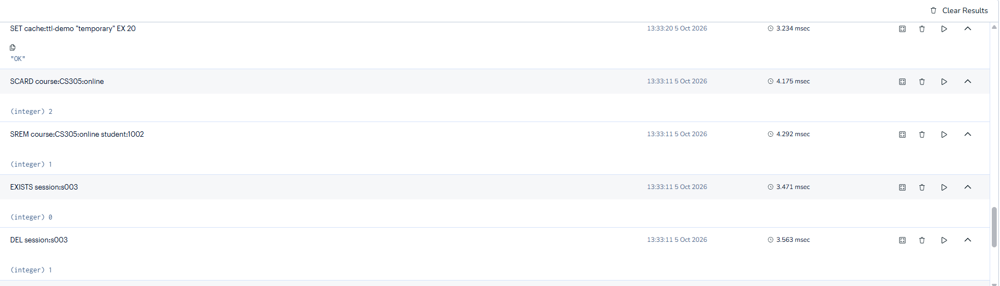 Clear Results
SET cache:ttl-demo "temporary" EX 20 13:33:20 5 Oct 2026 3.234 msec
"OK"
SCARD course:CS305:online 13:33:11 5 Oct 2026 4.175 msec
(integer) 2
SREM course:CS305:online student:1002 13:33:11 5 Oct 2026 4.292 msec
(integer) 1
EXISTS session:s003 13:33:11 5 Oct 2026 3.471 msec
(integer) 0
DEL session:s003 13:33:11 5 Oct 2026 3.563 msec
(integer) 1